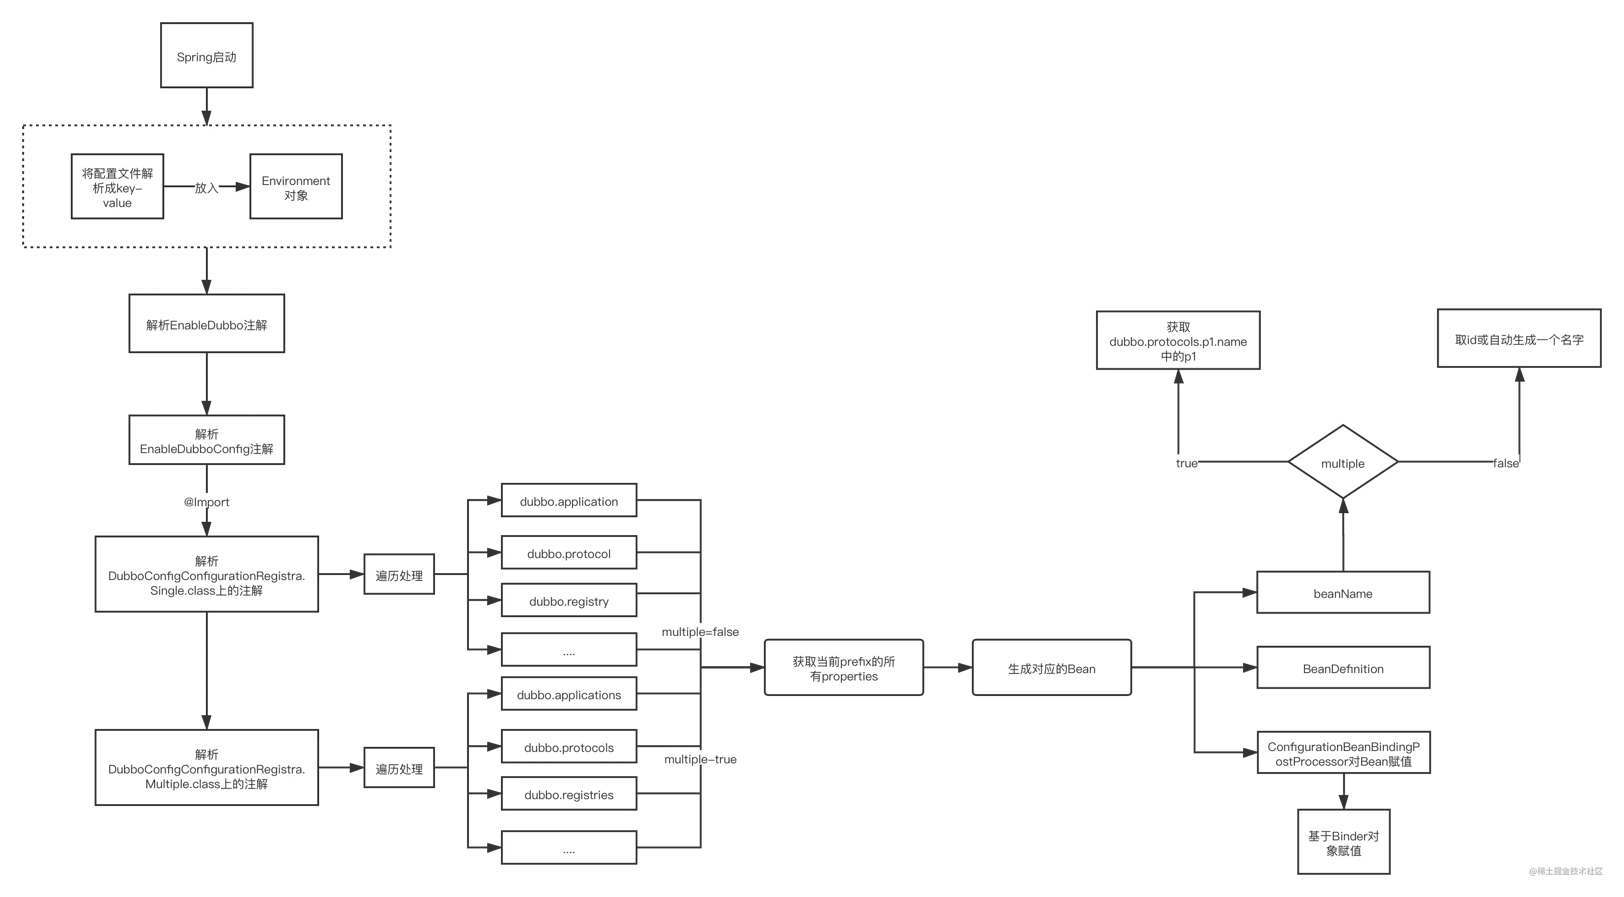 Spring启动
将配置文件解
析成key-
value
放入
Environment
对象
解析EnableDubbo注解
解析
EnableDubboConfig注解
@Import
解析
DubboConfigConfigurationRegistra.
Single.class上的注解
遍历处理
dubbo.application
dubbo.protocol
dubbo.registry
....
multiple=false
解析
DubboConfigConfigurationRegistra.
Multiple.class上的注解
遍历处理
dubbo.applications
dubbo.protocols
dubbo.registries
....
multiple-true
获取当前prefix的所
有properties
生成对应的Bean
beanName
BeanDefinition
ConfigurationBeanBindingP
ostProcessor对Bean赋值
基于Binder对
象赋值
multiple
true
false
获取
dubbo.protocols.p1.name
中的p1
取id或自动生成一个名字
@稀土掘金技术社区